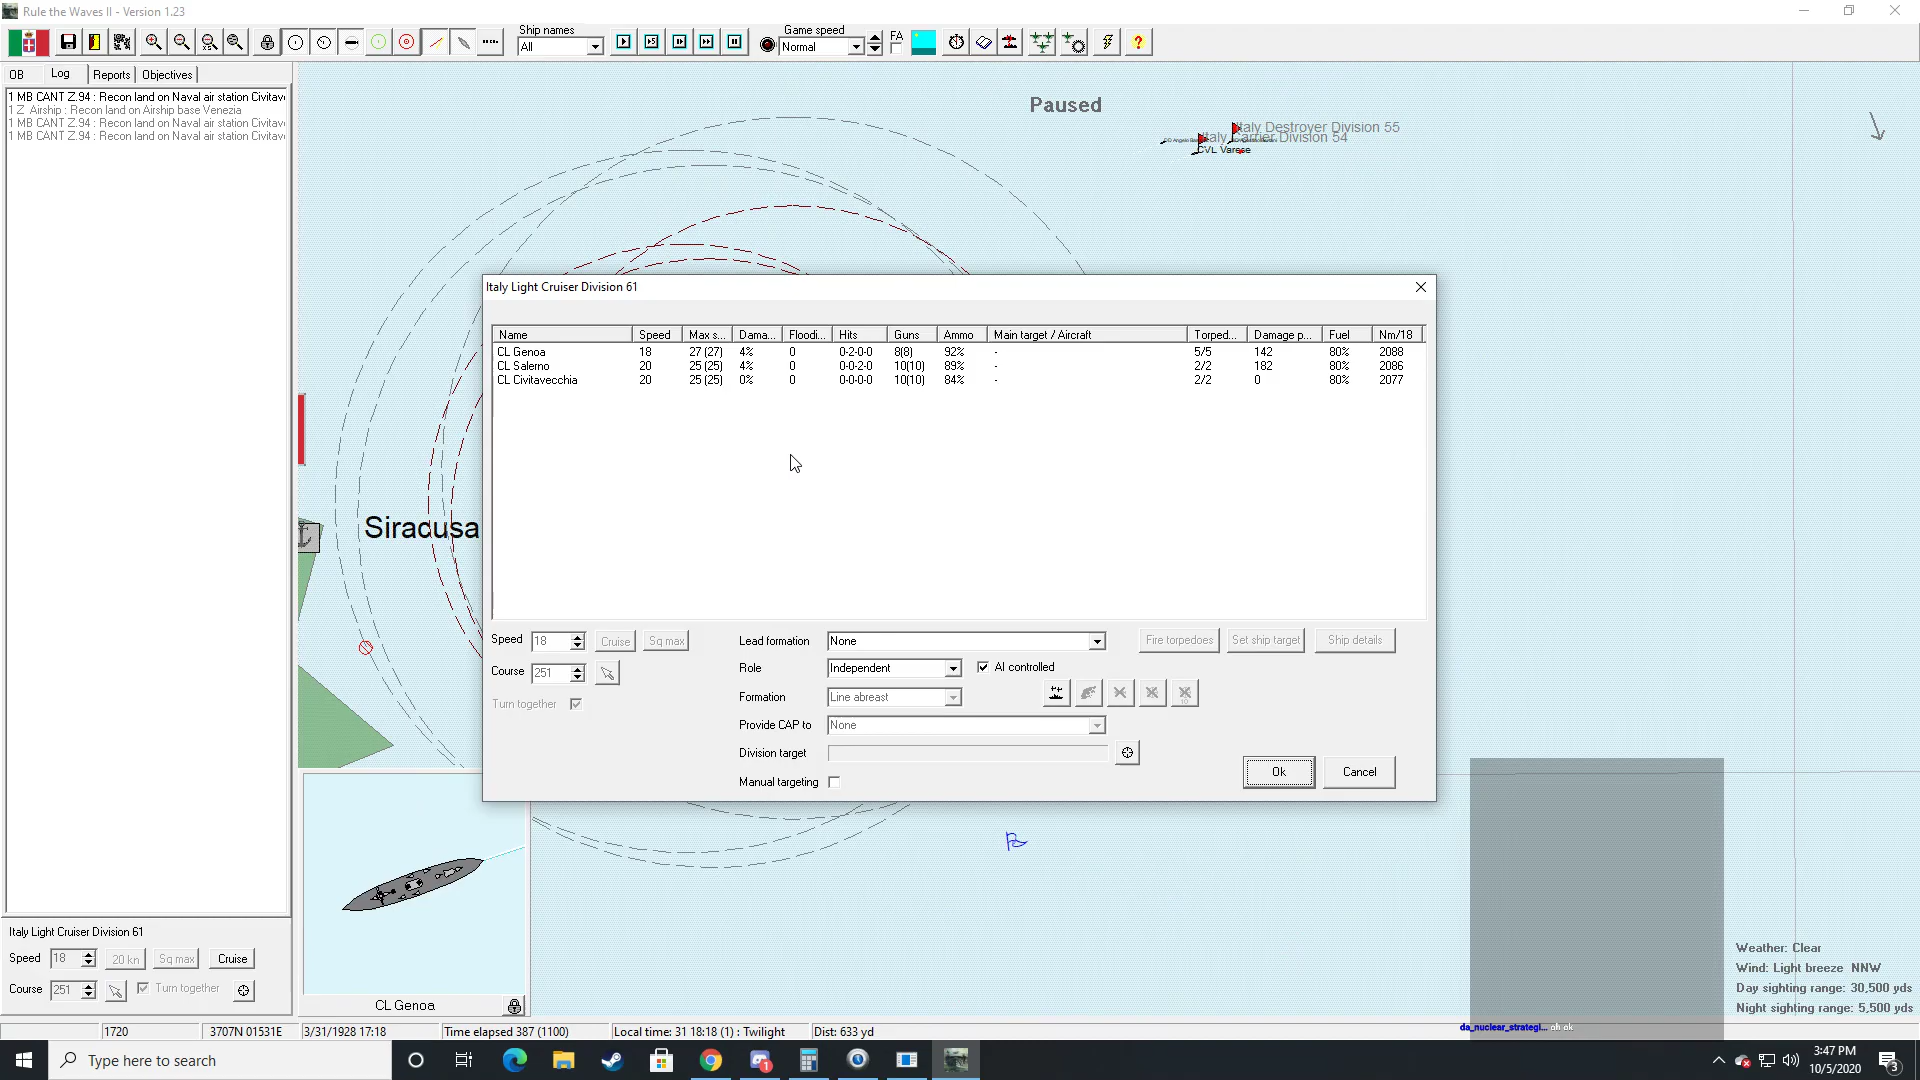 Rule the Waves II - Version 1.23
Ship names
All
Game speed
Normal
FA
OB
Log
Reports
Objectives
1 MB CANT Z.94 : Recon land on Naval air station Civitav
1 Z Airship : Recon land on Airship base Venezia
1 MB CANT Z.94 : Recon land on Naval air station Civitav
1 MB CANT Z.94 : Recon land on Naval air station Civitav
Paused
Italy Destroyer Division 55
Italy Carrier Division 54
CVL Varese
Siracusa
Italy Light Cruiser Division 61
Name Speed Max s... Dama... Floodi... Hits Guns Ammo Main target / Aircraft Torped... Damage p... Fuel Nm/18
CL Genoa 18 27 (27) 4% 0 0-2-0-0 8(8) 92% - 5/5 142 80% 2088
CL Salerno 20 25 (25) 4% 0 0-0-2-0 10(10) 89% - 2/2 182 80% 2086
CL Civitavecchia 20 25 (25) 0% 0 0-0-0-0 10(10) 84% - 2/2 0 80% 2077
Speed 18 Cruise Sq max
Course 251
Turn together
Lead formation None
Role Independent AI controlled
Formation Line abreast
Provide CAP to None
Division target
Manual targeting
Fire torpedoes Set ship target Ship details
10
Ok Cancel
Italy Light Cruiser Division 61
Speed 18 20 kn Sq max Cruise
Course 251 Turn together
CL Genoa
Weather: Clear
Wind: Light breeze NNW
Day sighting range: 30,500 yds
Night sighting range: 5,500 yds
da_nuclear_strategi... oh ok
1720 3707N 01531E 3/31/1928 17:18 Time elapsed 387 (1100) Local time: 31 18:18 (1) : Twilight Dist: 633 yd
Type here to search
3:47 PM
10/5/2020
1
3